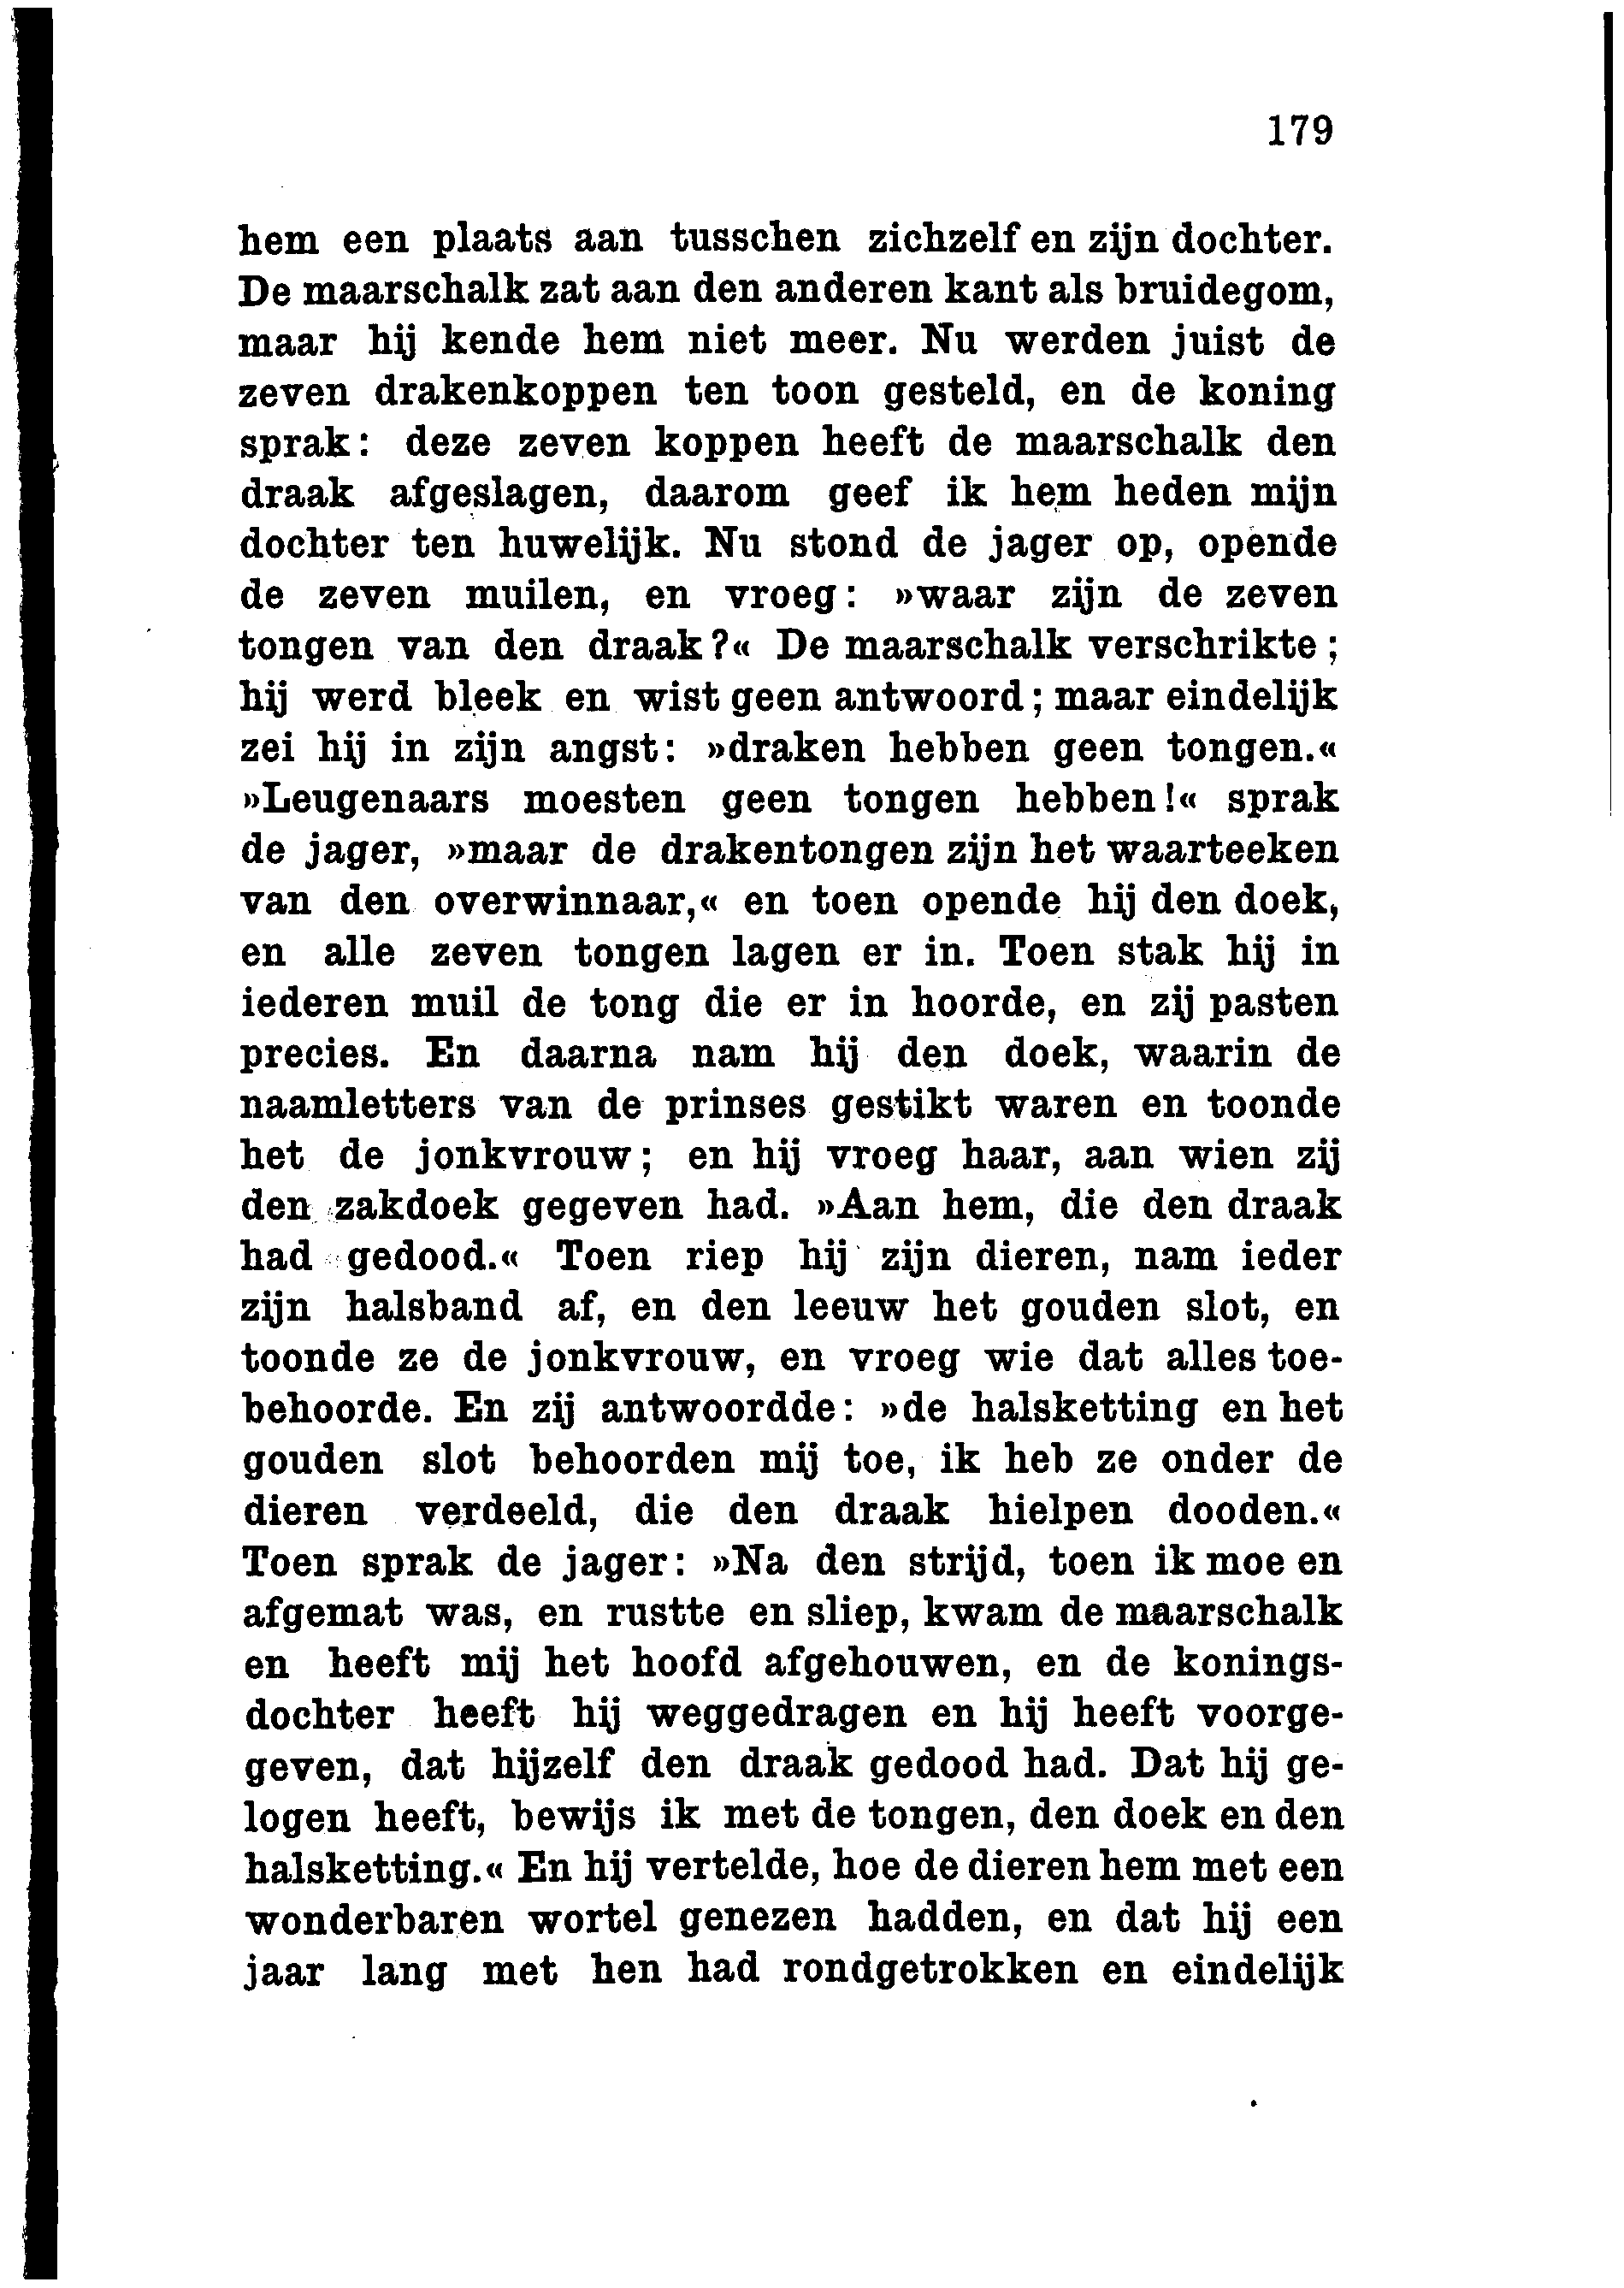 179
hem een plaats aan tusschen zichzelf en zijn dochter.
De maarschalk zat aan den anderen kant als bruidegom,
maar hij kende hem niet meer. Nu werden juist de
zeven drakenkoppen ten toon gesteld, en de koning
sprak: deze zeven koppen heeft de maarschalk den
draak afgeslagen, daarom geef ik hem heden mijn
dochter ten huwelijk. Nu stond de jager op, opende
de zeven muilen, en vroeg: »waar zijn de zeven
tongen van den draak?« De maarschalk verschrikte;
hij werd bleek en wist geen antwoord; maar eindelijk
zei hij in zijn angst: »draken hebben geen tongen.«
»Leugenaars moesten geen tongen hebben!« sprak
de jager, »maar de drakentongen zijn het waarteeken
van den overwinnaar,« en toen opende hij den doek,
en alle zeven tongen lagen er in. Toen stak hij in
iederen muil de tong die er in hoorde, en zij pasten
precies. En daarna nam hij den doek, waarin de
naamletters van de prinses gestikt waren en toonde
het de jonkvrouw; en hij vroeg haar, aan wien zij
den zakdoek gegeven had. »Aan hem, die den draak
had gedood.« Toen riep hij zijn dieren, nam ieder
zijn halsband af, en den leeuw het gouden slot, en
toonde ze de jonkvrouw, en vroeg wie dat alles toe-
behoorde. En zij antwoordde: »de halsketting en het
gouden slot behoorden mij toe, ik heb ze onder de
dieren verdeeld, die den draak hielpen dooden.«
Toen sprak de jager: »Na den strijd, toen ik moe en
afgemat was, en rustte en sliep, kwam de maarschalk
en heeft mij het hoofd afgehouwen, en de konings-
dochter heeft hij weggedragen en hij heeft voorge-
geven, dat hijzelf den draak gedood had. Dat hij ge-
logen heeft, bewijs ik met de tongen, den doek en den
halsketting.« En hij vertelde, hoe de dieren hem met een
wonderbaren wortel genezen hadden, en dat hij een
jaar lang met hen had rondgetrokken en eindelijk